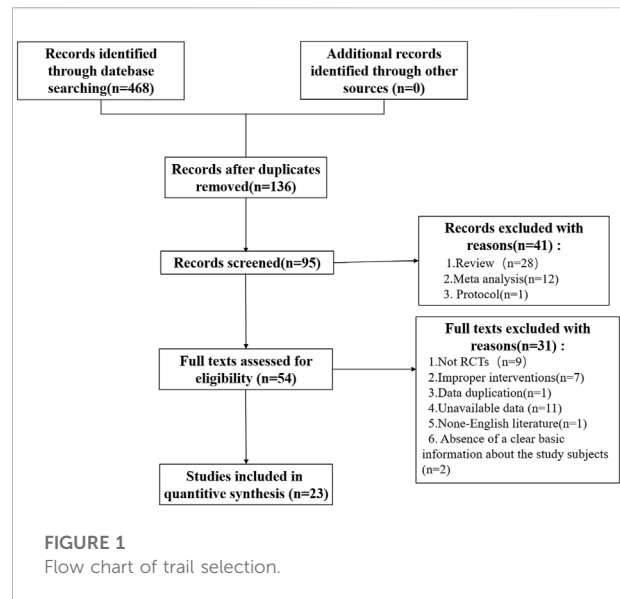 Records identified
through datebase
searching(n=468)
Additional records
identified through other
sources (n=0)
Records after duplicates
removed(n=136)
Records screened(n=95)
Records excluded with
reasons(n=41) :
1.Review (n=28)
2.Meta analysis(n=12)
3. Protocol(n=1)
Full texts assessed for
eligibility (n=54)
Full texts excluded with
reasons(n=31) :
1.Not RCTs (n=9)
2.Improper interventions(n=7)
3.Data duplication(n=1)
4.Unavailable data (n=11)
5.None-English literature(n=1)
6. Absence of a clear basic
information about the study subjects
(n=2)
Studies included in
quantitive synthesis (n=23)
FIGURE 1
Flow chart of trail selection.